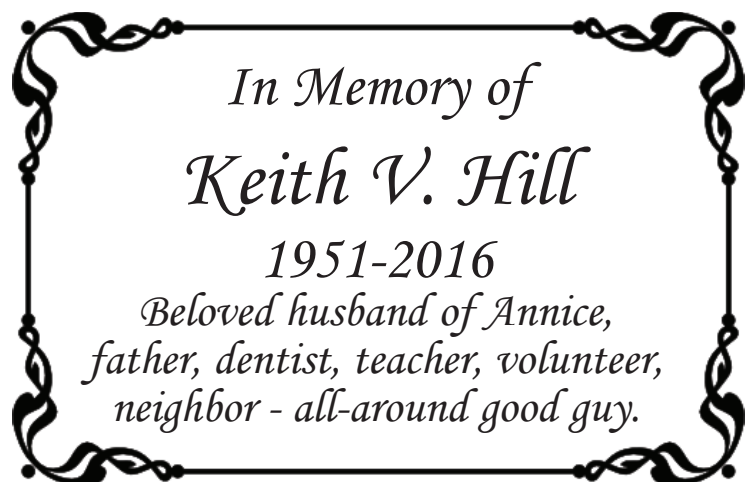 In Memory of
Keith V. Hill
1951-2016
Beloved husband of Annice,
father, dentist, teacher, volunteer,
neighbor - all-around good guy.